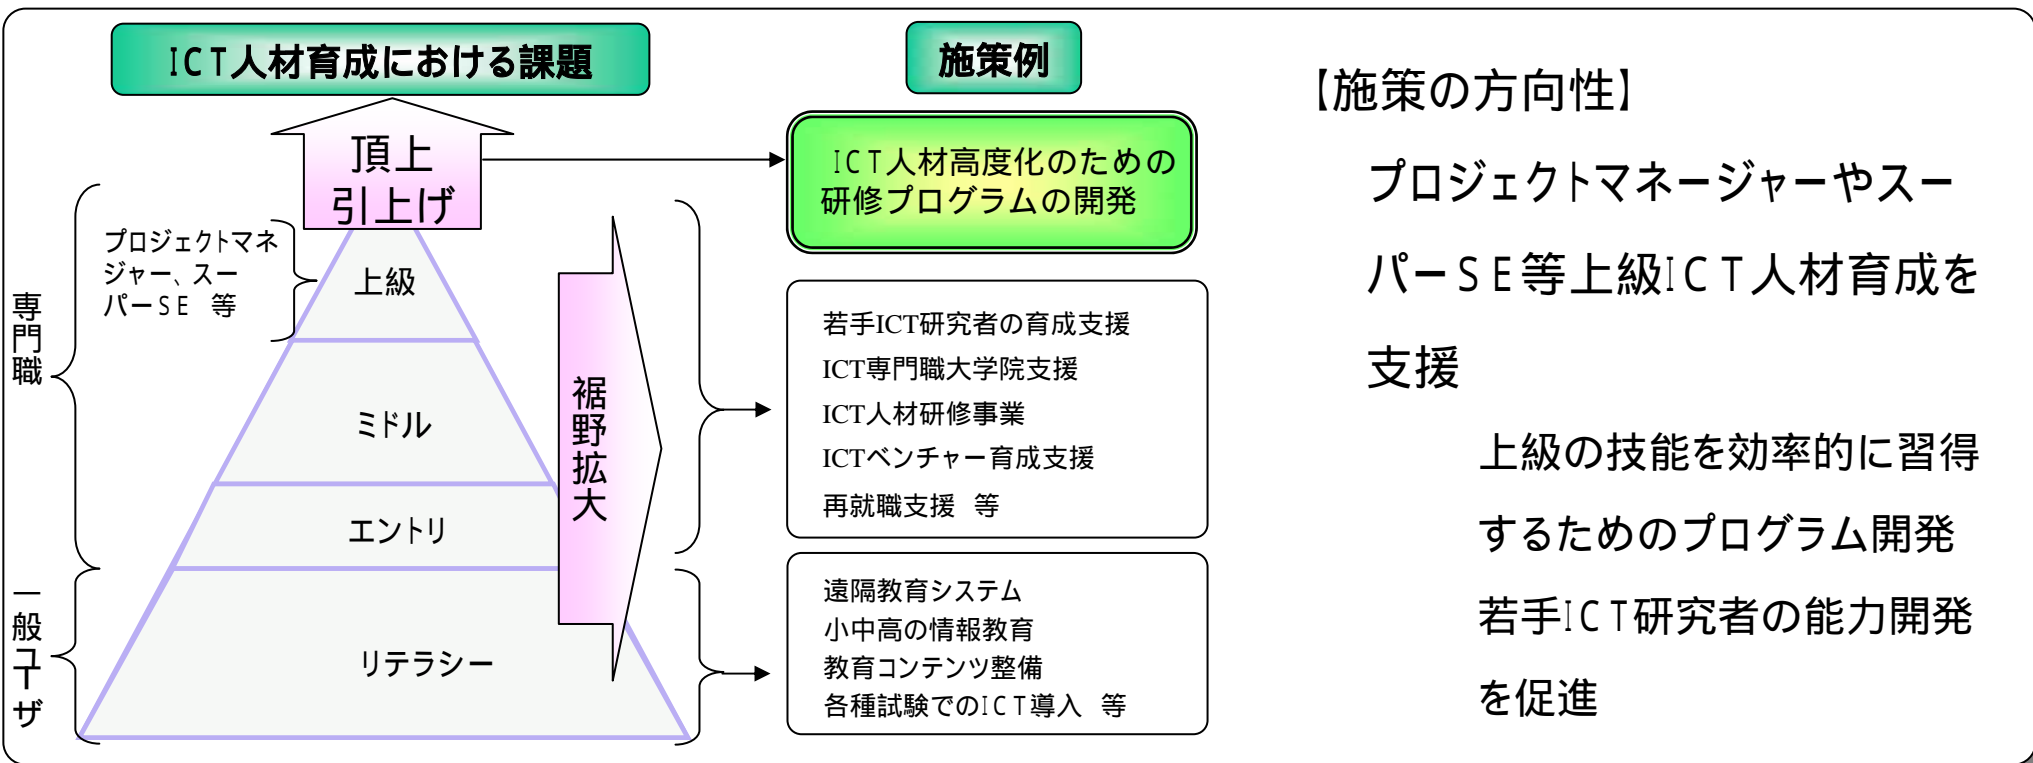 ICT人材育成における課題
頂上
引上げ
専門職
プロジェクトマネ
ジャー、スー
パーSE 等
上級
ミドル
エントリ
リテラシー
一般ユーザ
裾野拡大
施策例
ICT人材高度化のための
研修プログラムの開発
若手ICT研究者の育成支援
ICT専門職大学院支援
ICT人材研修事業
ICTベンチャー育成支援
再就職支援 等
遠隔教育システム
小中高の情報教育
教育コンテンツ整備
各種試験でのICT導入 等
【施策の方向性】
プロジェクトマネージャーやスー
パーSE等上級ICT人材育成を
支援
上級の技能を効率的に習得
するためのプログラム開発
若手ICT研究者の能力開発
を促進